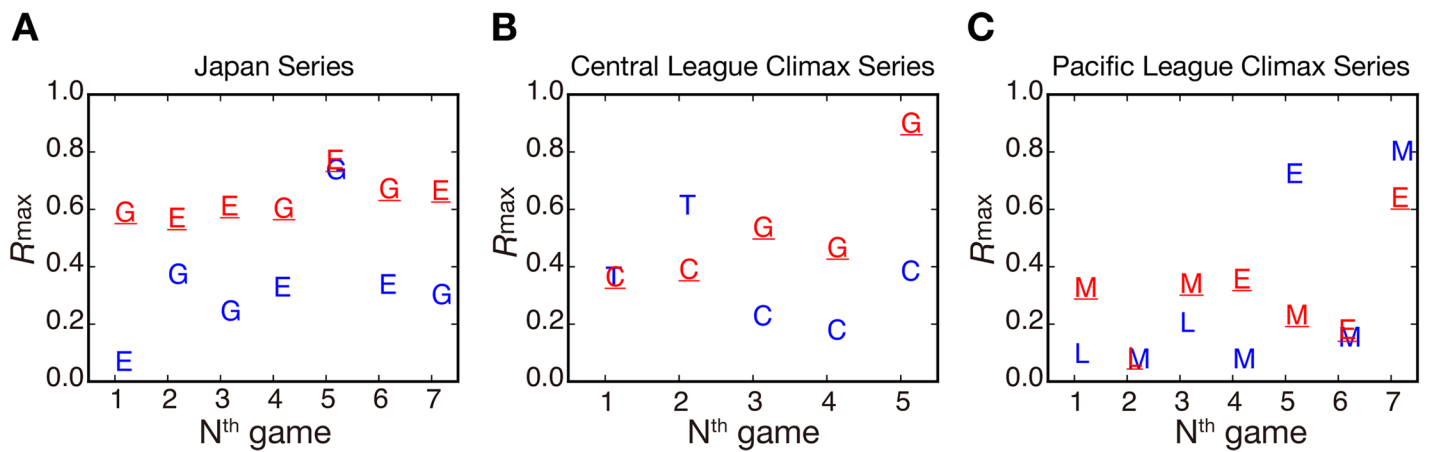 A
Japan Series
1.0
0.8
0.6
0.4
0.2
0.0
Rmax
G
E
E
G
E
G
E
E
G
G
E
G
E
G
1 2 3 4 5 6 7
Nth game
B
Central League Climax Series
1.0
0.8
0.6
0.4
0.2
0.0
Rmax
C
C
G
G
G
T
T
C
C
C
1 2 3 4 5
Nth game
C
Pacific League Climax Series
1.0
0.8
0.6
0.4
0.2
0.0
Rmax
M
L
M
E
M
E
E
L
M
L
M
E
M
M
1 2 3 4 5 6 7
Nth game